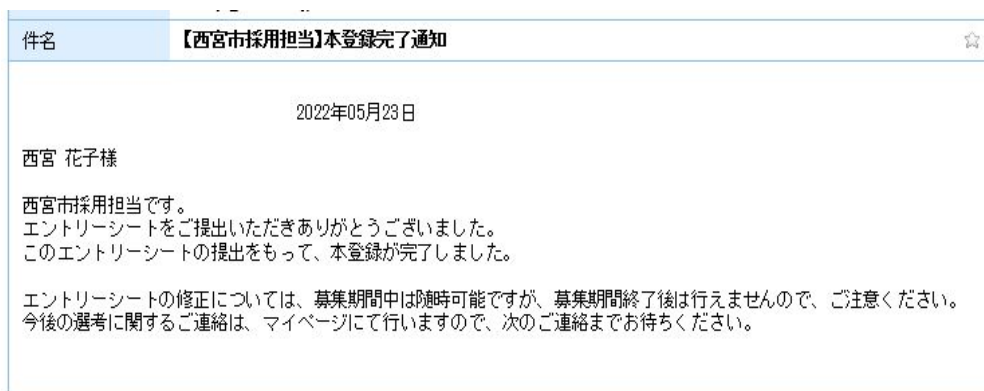 件名 【西宮市採用担当】本登録完了通知
2022年05月23日
西宮 花子様
西宮市採用担当です。
エントリーシートをご提出いただきありがとうございました。
このエントリーシートの提出をもって、本登録が完了しました。
エントリーシートの修正については、募集期間中は随時可能ですが、募集期間終了後は行えませんので、ご注意ください。
今後の選考に関するご連絡は、マイページにて行いますので、次のご連絡までお待ちください。